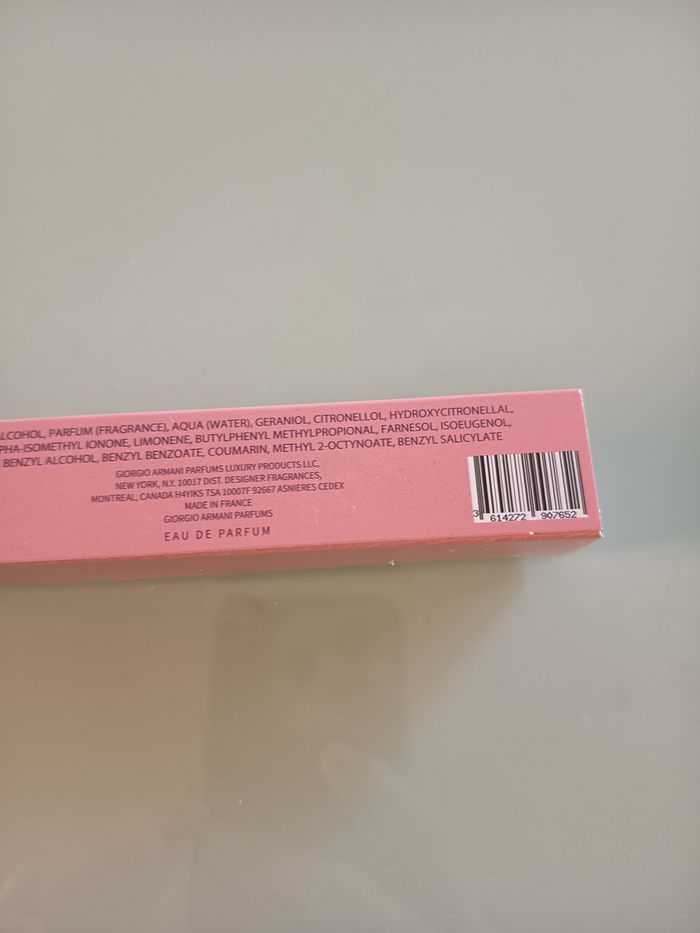 ALCOHOL, PARFUM (FRAGRANCE), AQUA (WATER), GERANIOL, CITRONELLOL, HYDROXYCITRONELLAL,
PHA-ISOMETHYL IONONE, LIMONENE, BUTYLPHENYL METHYLPROPIONAL, FARNESOL, ISOEUGENOL,
BENZYL ALCOHOL, BENZYL BENZOATE, COUMARIN, METHYL 2-OCTYNOATE, BENZYL SALICYLATE
GIORGIO ARMANI PARFUMS LUXURY PRODUCTS LLC,
NEW YORK, N.Y. 10017 DIST. DESIGNER FRAGRANCES,
MONTREAL, CANADA H4YIKS TSA 10007F 92667 ASNIERES CEDEX
MADE IN FRANCE
GIORGIO ARMANI PARFUMS
EAU DE PARFUM
3 614272 907652